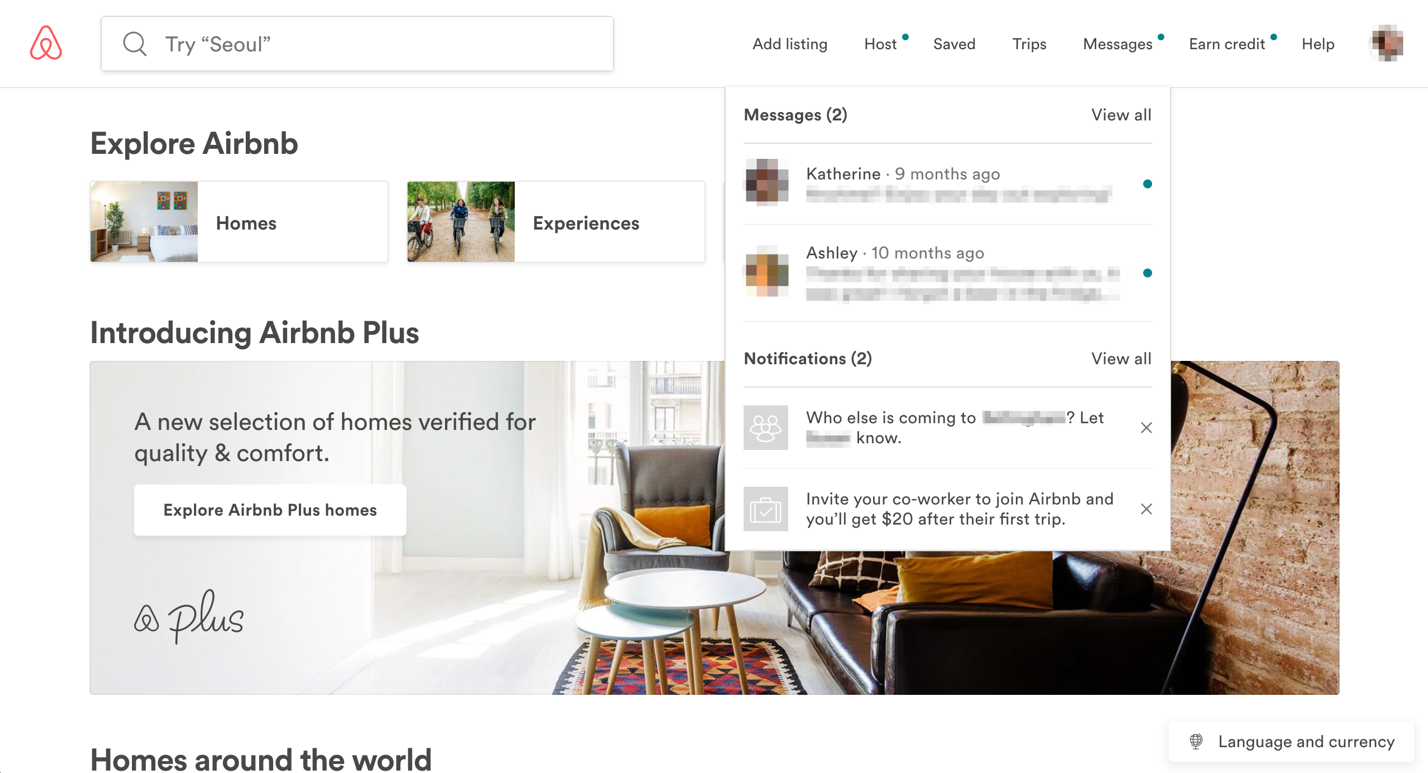 Try “Seoul”
Add listing
Host
Saved
Trips
Messages
Earn credit
Help
Explore Airbnb
Homes
Experiences
Introducing Airbnb Plus
A new selection of homes verified for
quality & comfort.
Explore Airbnb Plus homes
plus
Messages (2)
View all
Katherine · 9 months ago
Ashley · 10 months ago
Notifications (2)
View all
Who else is coming to ? Let
know.
Invite your co-worker to join Airbnb and
you’ll get $20 after their first trip.
Homes around the world
Language and currency